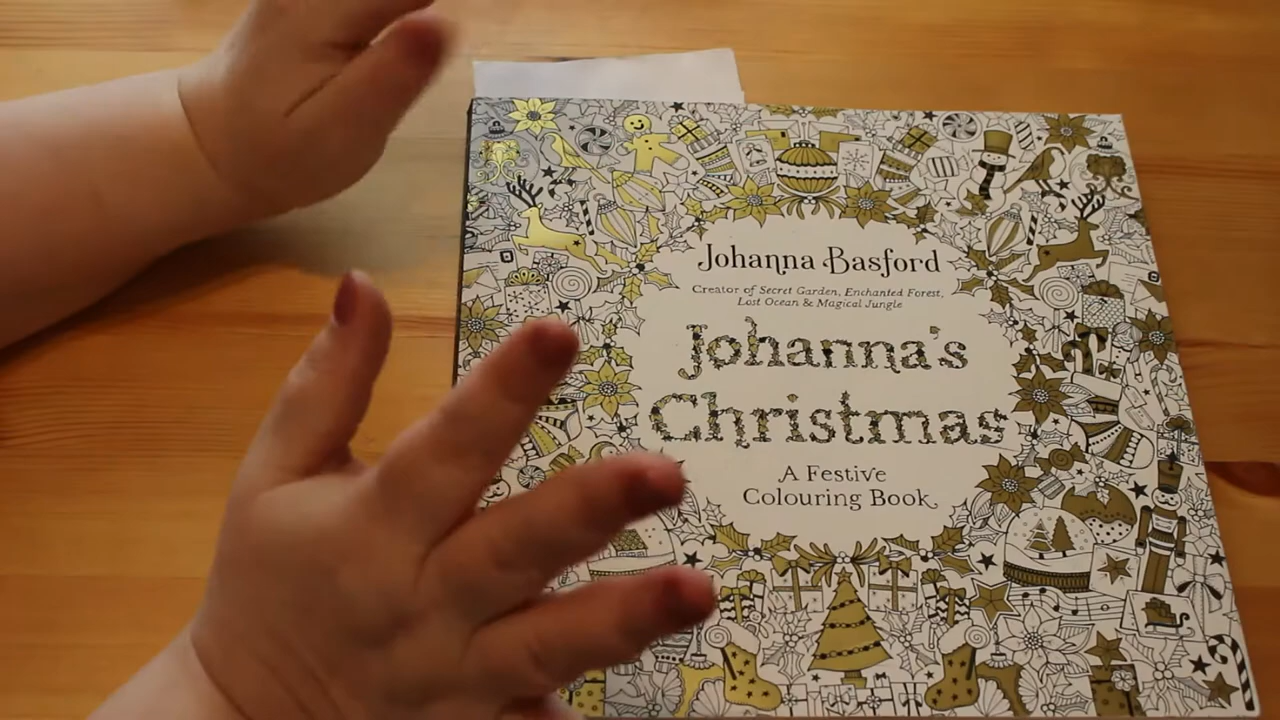 Johanna Basford
Creator of Secret Garden, Enchanted Forest,
Lost Ocean & Magical Jungle
Johanna's
Christmas
A Festive
Colouring Book